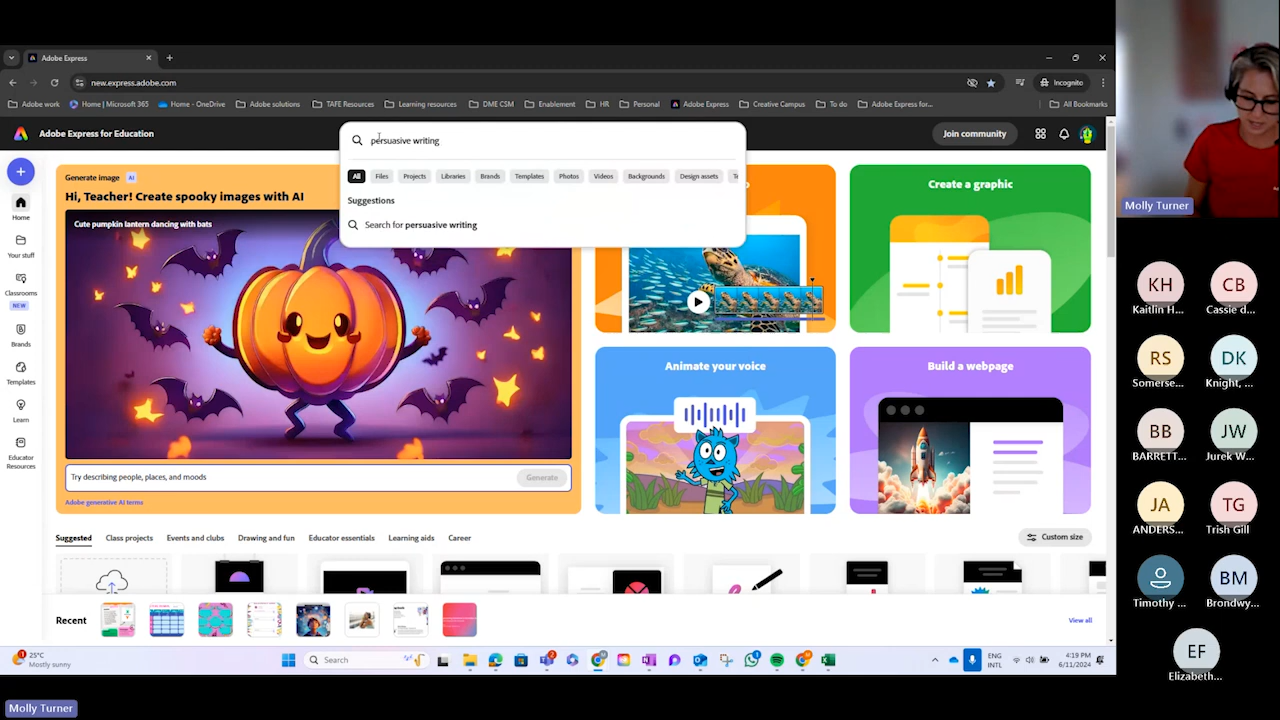 Adobe Express
new.express.adobe.com
Incognito
Adobe work
Home | Microsoft 365
Home - OneDrive
Adobe solutions
TAFE Resources
Learning resources
DME CSM
Enablement
HR
Personal
Adobe Express
Creative Campus
To do
Adobe Express for...
All Bookmarks
Adobe Express for Education
persuasive writing
Join community
All
Files
Projects
Libraries
Brands
Templates
Photos
Videos
Backgrounds
Design assets
Suggestions
Search for persuasive writing
Home
Your stuff
Classrooms
NEW
Brands
Templates
Learn
Educator
Resources
Generate image AI
Hi, Teacher! Create spooky images with AI
Cute pumpkin lantern dancing with bats
Try describing people, places, and moods
Generate
Adobe generative AI terms
Create a graphic
Animate your voice
Build a webpage
Suggested
Class projects
Events and clubs
Drawing and fun
Educator essentials
Learning aids
Career
Custom size
Recent
View all
25°C
Mostly sunny
Search
ENG
INTL
4:19 PM
6/11/2024
Molly Turner
Molly Turner
KH
Kaitlin H...
CB
Cassie d...
RS
Somerse...
DK
Knight, ...
BB
BARRETT...
JW
Jurek W...
JA
ANDERS...
TG
Trish Gill
Timothy ...
BM
Brondwy...
EF
Elizabeth...